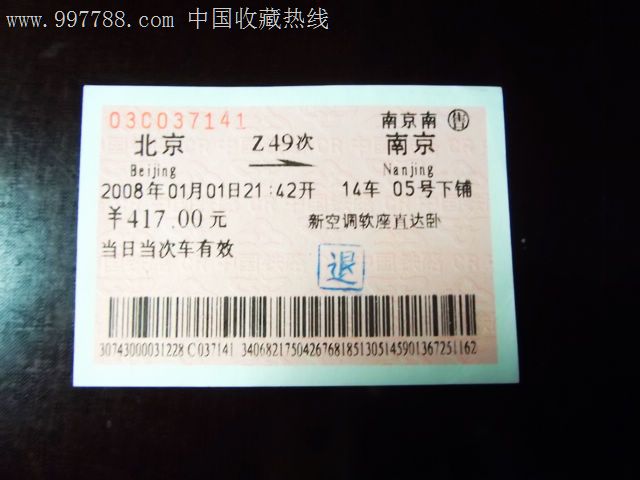 www.997788.com 中国收藏热线
03C037141 南京南 售
北京 Z49次 南京
Beijing Nanjing
2008年01月01日21:42开 14车 05号下铺
￥417.00元 新空调软座直达卧
当日当次车有效
退
30743000031228 C037141 34068217504267681851305145901367251162